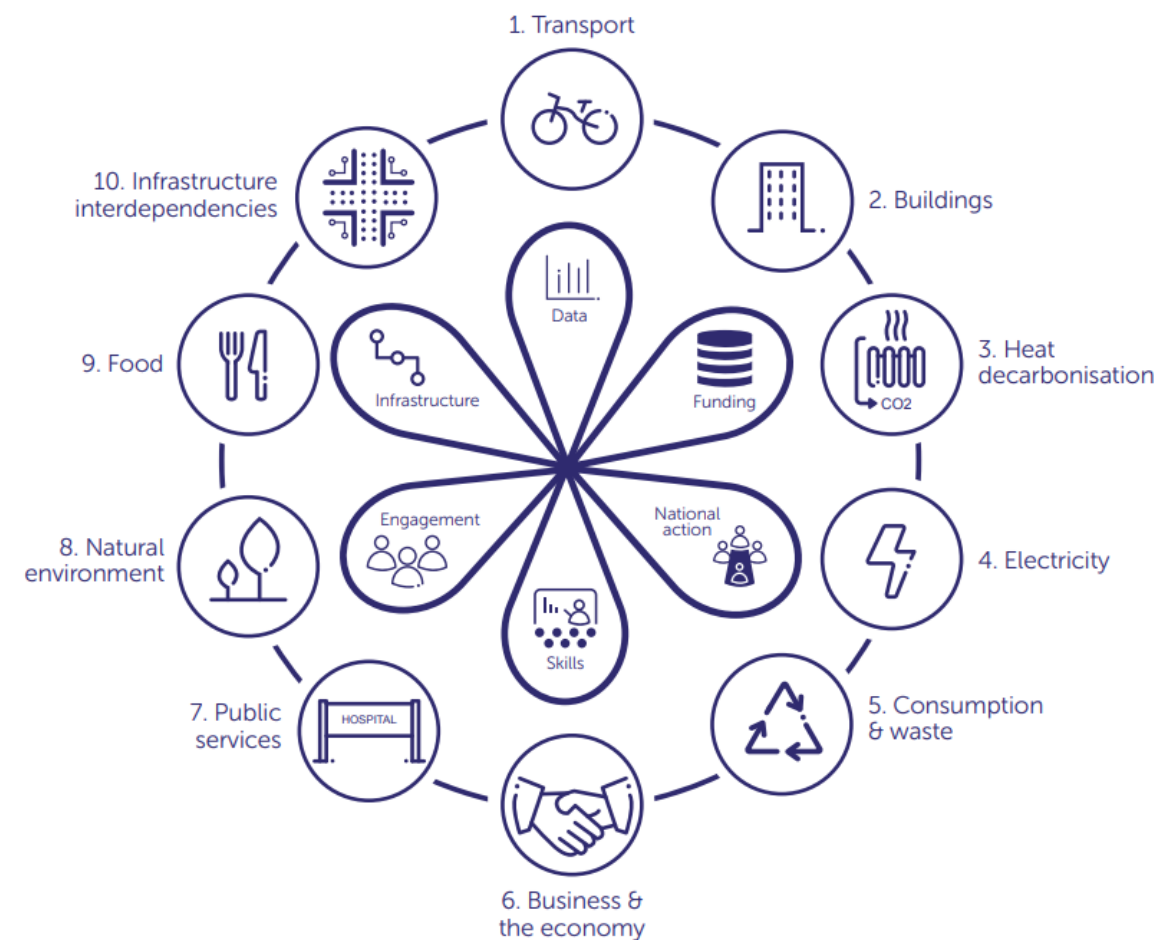 1. Transport
2. Buildings
3. Heat
decarbonisation
CO2
4. Electricity
5. Consumption
& waste
6. Business &
the economy
7. Public
services
HOSPITAL
8. Natural
environment
9. Food
10. Infrastructure
interdependencies
Data
Funding
National
action
Skills
Engagement
Infrastructure